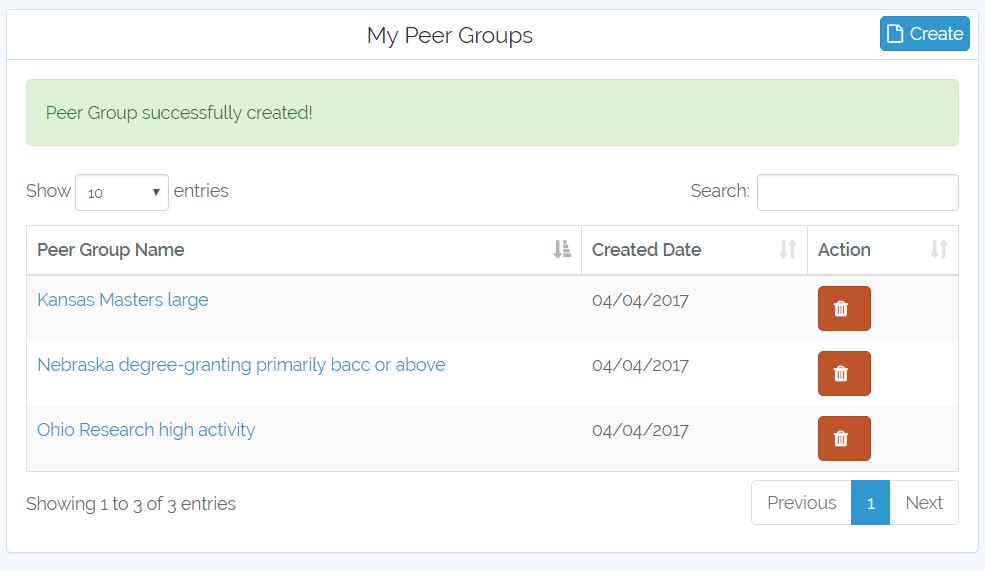 My Peer Groups
Create
Peer Group successfully created!
Show 10 entries
Search:
Peer Group Name Created Date Action
Kansas Masters large 04/04/2017
Nebraska degree-granting primarily bacc or above 04/04/2017
Ohio Research high activity 04/04/2017
Showing 1 to 3 of 3 entries
Previous 1 Next